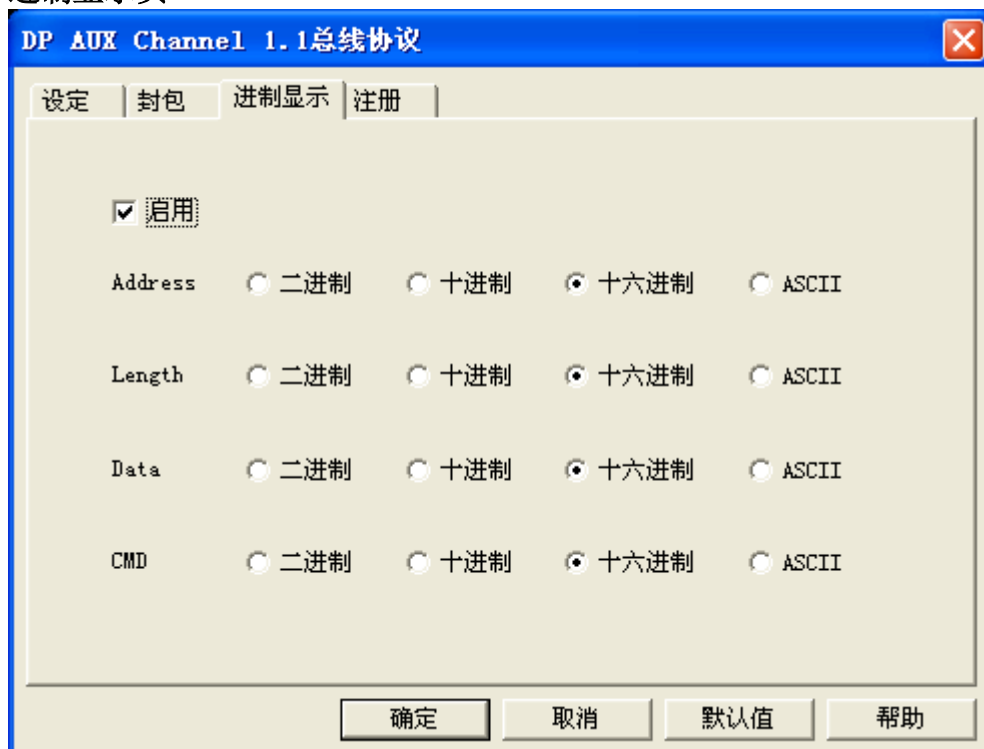 DP AUX Channel 1.1总线协议
设定 封包 进制显示 注册
启用
Address 二进制 十进制 十六进制 ASCII
Length 二进制 十进制 十六进制 ASCII
Data 二进制 十进制 十六进制 ASCII
CMD 二进制 十进制 十六进制 ASCII
确定 取消 默认值 帮助